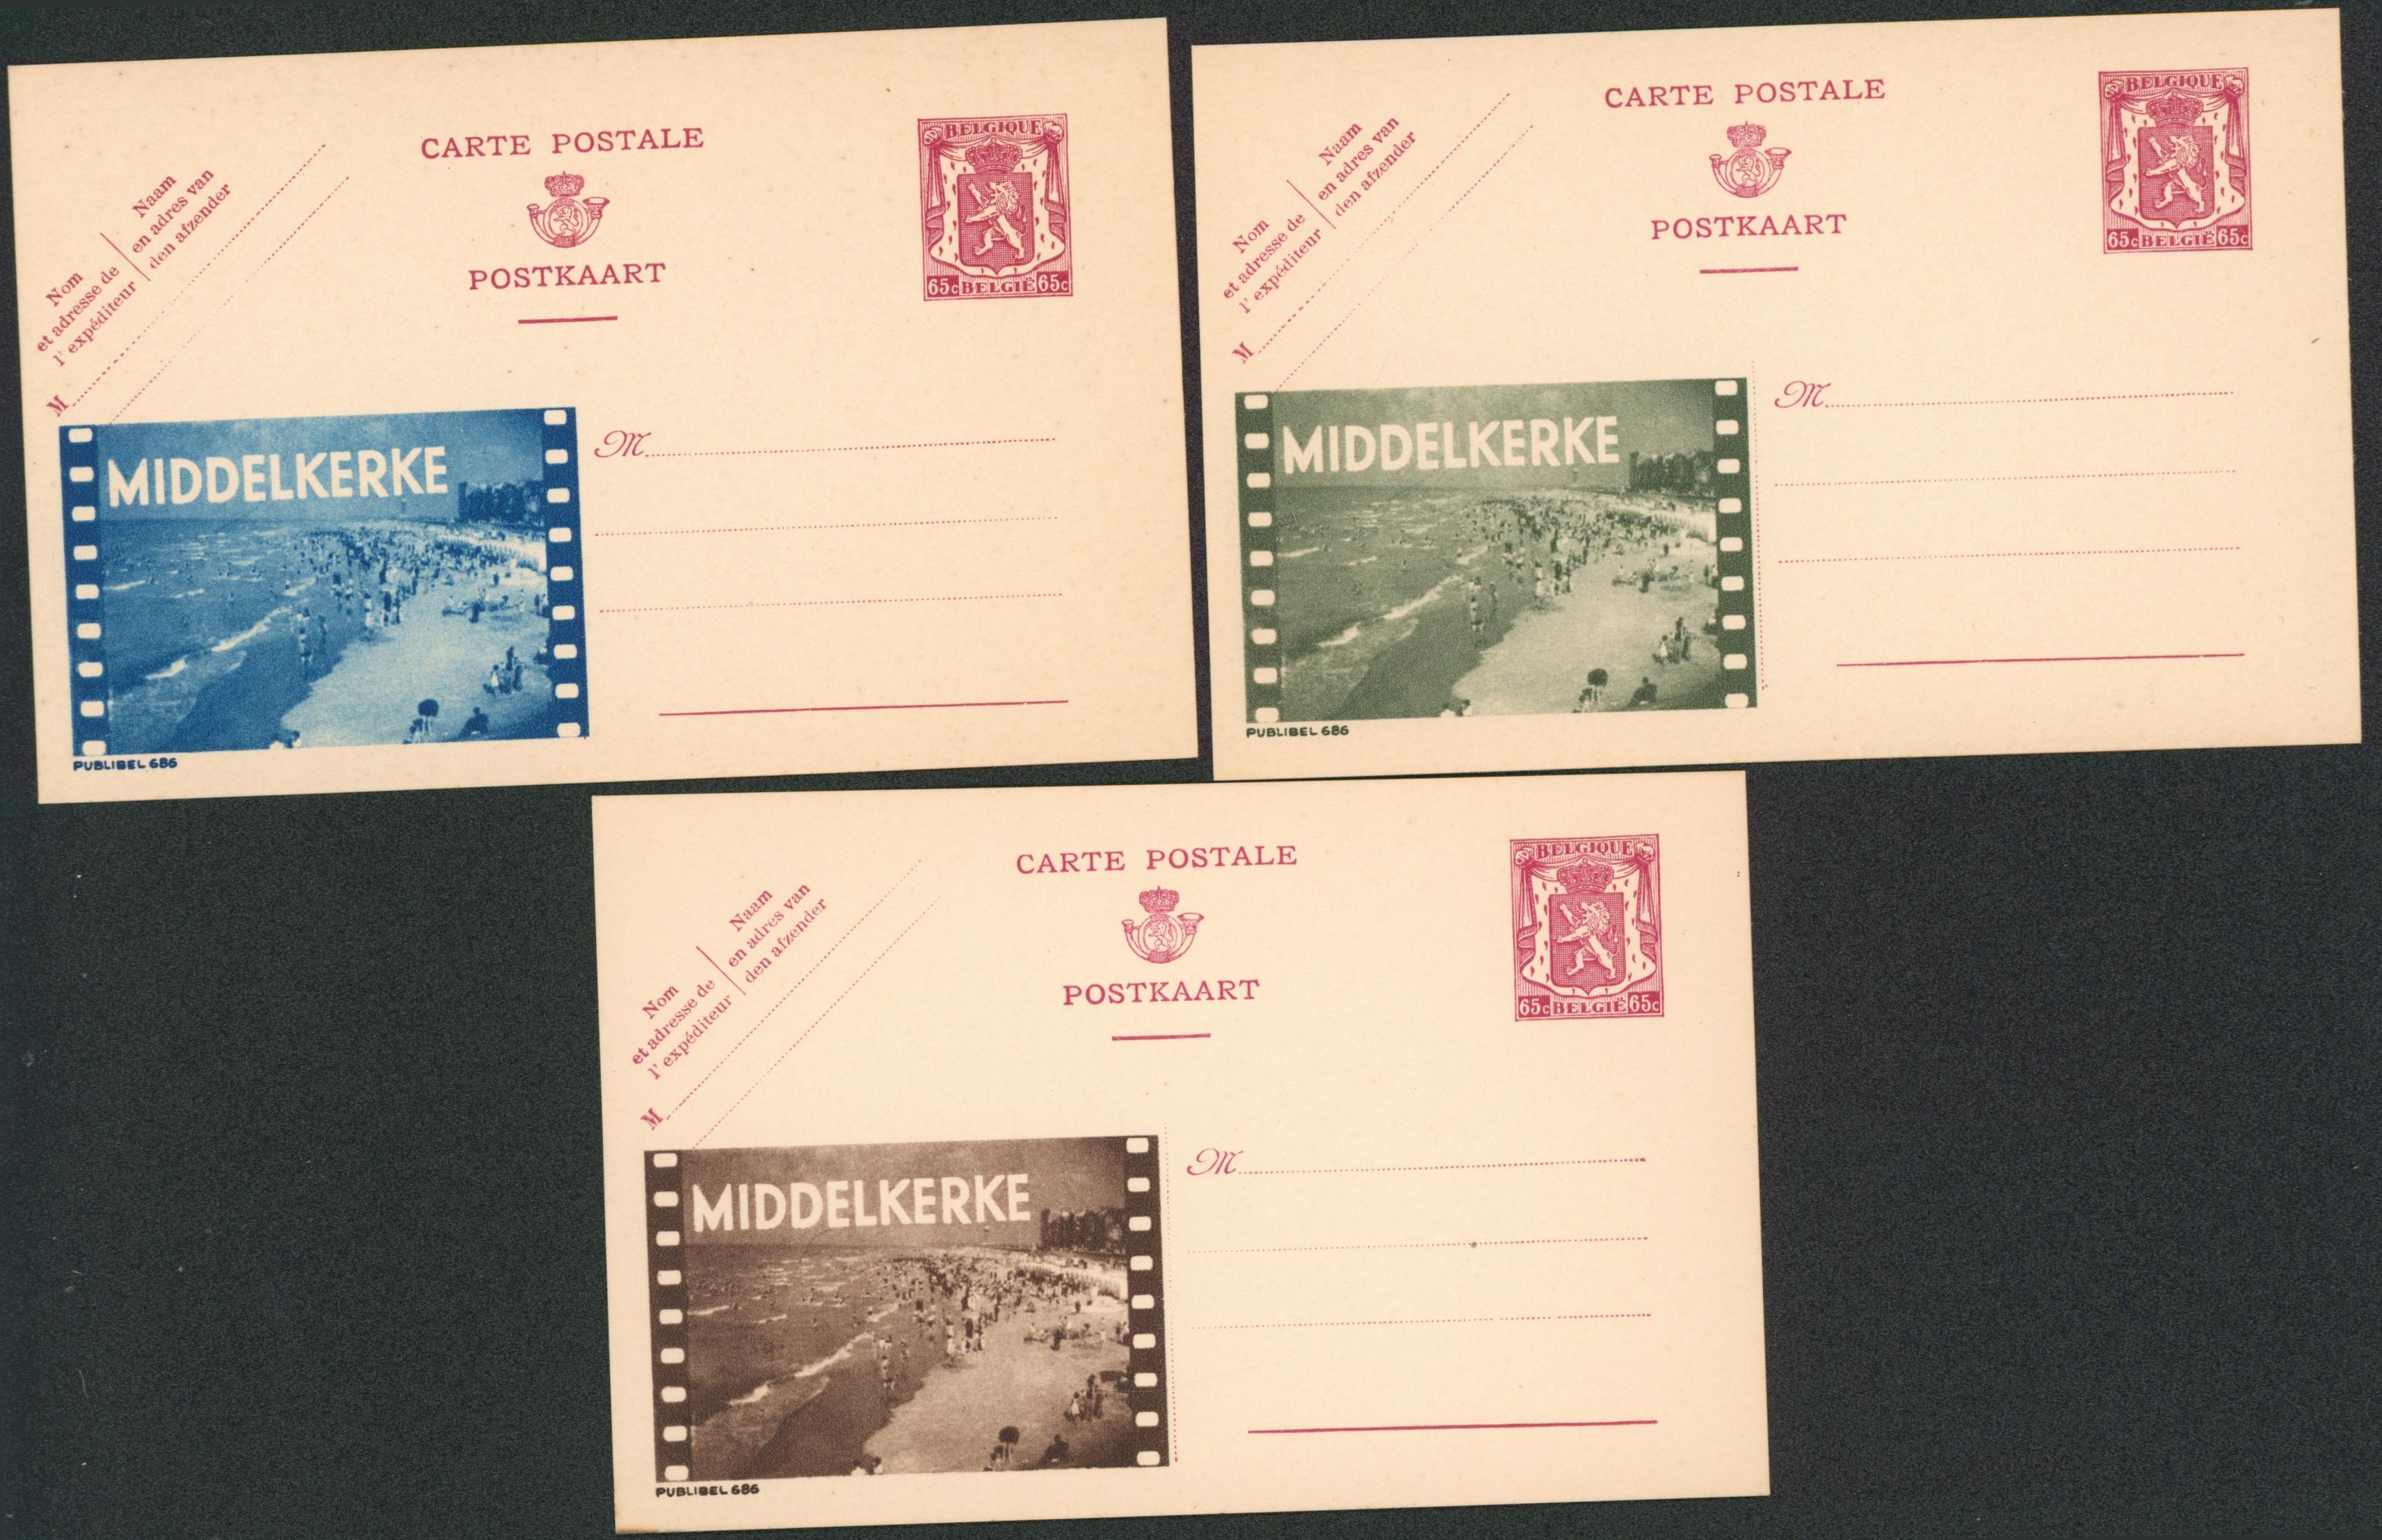 CARTE POSTALE
POSTKAART
BELGIQUE
65c BELGIË 65c
Nom
et adresse de
l' expéditeur
Naam
en adres van
den afzender
M
MIDDELKERKE
M
PUBLIBEL 686
CARTE POSTALE
POSTKAART
BELGIQUE
65c BELGIË 65c
Nom
et adresse de
l' expéditeur
Naam
en adres van
den afzender
M
MIDDELKERKE
M
PUBLIBEL 686
CARTE POSTALE
POSTKAART
BELGIQUE
65c BELGIË 65c
Nom
et adresse de
l' expéditeur
Naam
en adres van
den afzender
M
MIDDELKERKE
M
PUBLIBEL 686